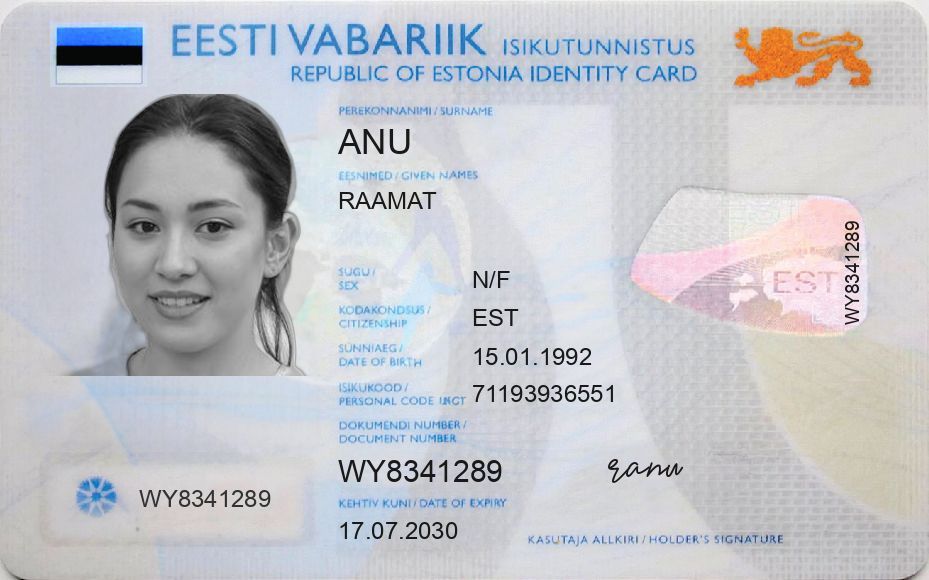 EESTI VABARIIK ISIKUTUNNISTUS
REPUBLIC OF ESTONIA IDENTITY CARD
PEREKONNANIMI / SURNAME
ANU
EESNIMED / GIVEN NAMES
RAAMAT
SUGU /
SEX
N/F
KODAKONDSUS /
CITIZENSHIP
EST
SÜNNIAEG /
DATE OF BIRTH
15.01.1992
ISIKUKOOD /
PERSONAL CODE
71193936551
DOKUMENDI NUMBER /
DOCUMENT NUMBER
WY8341289
KEHTIV KUNI / DATE OF EXPIRY
17.07.2030
WY8341289
EST
WY8341289
ranu
KASUTAJA ALLKIRI / HOLDER'S SIGNATURE